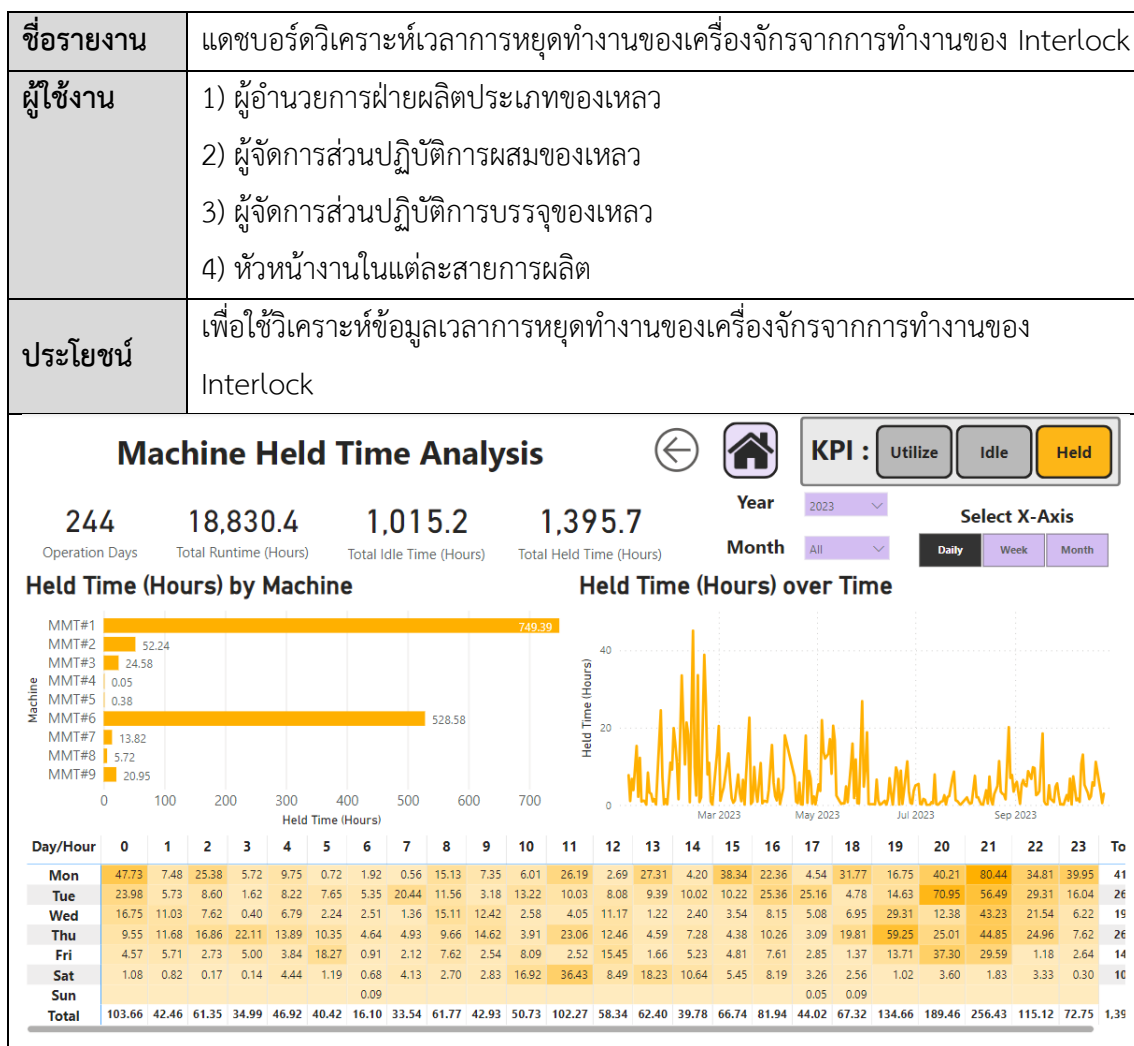 ชื่อรายงาน แดชบอร์ดวิเคราะห์เวลาการหยุดทำงานของเครื่องจักรจากการทำงานของ Interlock
ผู้ใช้งาน 1) ผู้อำนวยการฝ่ายผลิตประเภทของเหลว
2) ผู้จัดการส่วนปฏิบัติการผสมของเหลว
3) ผู้จัดการส่วนปฏิบัติการบรรจุของเหลว
4) หัวหน้างานในแต่ละสายการผลิต
ประโยชน์ เพื่อใช้วิเคราะห์ข้อมูลเวลาการหยุดทำงานของเครื่องจักรจากการทำงานของ
Interlock
Machine Held Time Analysis
KPI : Utilize Idle Held
244 18,830.4 1,015.2 1,395.7
Operation Days Total Runtime (Hours) Total Idle Time (Hours) Total Held Time (Hours)
Year 2023
Month All
Select X-Axis
Daily Week Month
Held Time (Hours) by Machine
Machine
MMT#1 749.39
MMT#2 52.24
MMT#3 24.58
MMT#4 0.05
MMT#5 0.38
MMT#6 528.58
MMT#7 13.82
MMT#8 5.72
MMT#9 20.95
0 100 200 300 400 500 600 700
Held Time (Hours)
Held Time (Hours) over Time
Held Time (Hours)
40
20
0
Mar 2023 May 2023 Jul 2023 Sep 2023
Day/Hour 0 1 2 3 4 5 6 7 8 9 10 11 12 13 14 15 16 17 18 19 20 21 22 23 To
Mon 47.73 7.48 25.38 5.72 9.75 0.72 1.92 0.56 15.13 7.35 6.01 26.19 2.69 27.31 4.20 38.34 22.36 4.54 31.77 16.75 40.21 80.44 34.81 39.95 41
Tue 23.98 5.73 8.60 1.62 8.22 7.65 5.35 20.44 11.56 3.18 13.22 10.03 8.08 9.39 10.02 10.22 25.36 25.16 4.78 14.63 70.95 56.49 29.31 16.04 26
Wed 16.75 11.03 7.62 0.40 6.79 2.24 2.51 1.36 15.11 12.42 2.58 4.05 11.17 1.22 2.40 3.54 8.15 5.08 6.95 29.31 12.38 43.23 21.54 6.22 19
Thu 9.55 11.68 16.86 22.11 13.89 10.35 4.64 4.93 9.66 14.62 3.91 23.06 12.46 4.59 7.28 4.38 10.26 3.09 19.81 59.25 25.01 44.85 24.96 7.62 26
Fri 4.57 5.71 2.73 5.00 3.84 18.27 0.91 2.12 7.62 2.54 8.09 2.52 15.45 1.66 5.23 4.81 7.61 2.85 1.37 13.71 37.30 29.59 1.18 2.64 14
Sat 1.08 0.82 0.17 0.14 4.44 1.19 0.68 4.13 2.70 2.83 16.92 36.43 8.49 18.23 10.64 5.45 8.19 3.26 2.56 1.02 3.60 1.83 3.33 0.30 10
Sun 0.09 0.05 0.09
Total 103.66 42.46 61.35 34.99 46.92 40.42 16.10 33.54 61.77 42.93 50.73 102.27 58.34 62.40 39.78 66.74 81.94 44.02 67.32 134.66 189.46 256.43 115.12 72.75 1,39